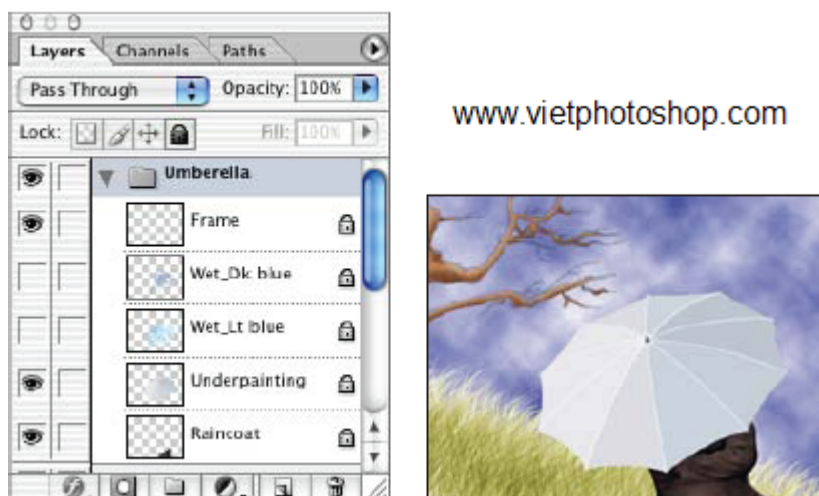 Layers Channels Paths
Pass Through Opacity: 100%
Lock: Fill: 100%
Umberella
Frame
Wet_Dk blue
Wet_Lt blue
Underpainting
Raincoat
www.vietphotoshop.com